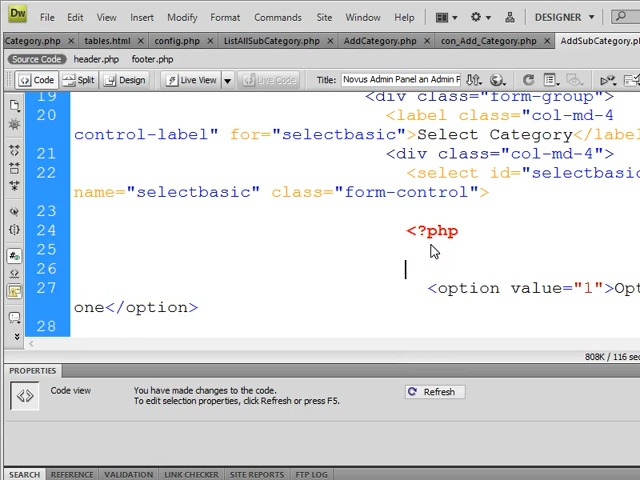 Dw File Edit View Insert Modify Format Commands Site Window Help DESIGNER
Category.php × tables.html × config.php × ListAllSubCategory.php × AddCategory.php × con_Add_Category.php × AddSubCategory.ph
Source Code header.php footer.php
Code Split Design Live View Live Code Title: Novus Admin Panel an Admin F
19 <div class="form-group">
20 <label class="col-md-4
control-label" for="selectbasic">Select Category</label
21 <div class="col-md-4">
22 <select id="selectbasic
name="selectbasic" class="form-control">
23
24 <?php
25
26
27 <option value="1">Opt
one</option>
28
808K / 116 sec
PROPERTIES
Code view You have made changes to the code. Refresh
To edit selection properties, click Refresh or press F5.
SEARCH REFERENCE VALIDATION LINK CHECKER SITE REPORTS FTP LOG